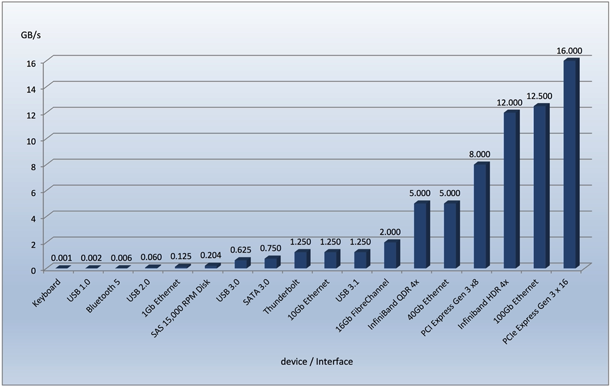 GB/s
16.000
16
14
12.500
12.000
12
10
8.000
8
6
5.000 5.000
4
2.000
2
0.001 0.002 0.006 0.060 0.125 0.204 0.625 0.750 1.250 1.250 1.250
0
Keyboard
USB 1.0
Bluetooth 5
USB 2.0
1Gb Ethernet
SAS 15,000 RPM Disk
USB 3.0
SATA 3.0
Thunderbolt
10Gb Ethernet
USB 3.1
16Gb FibreChannel
InfiniBand QDR 4x
40Gb Ethernet
PCI Express Gen 3 x8
Infiniband HDR 4x
100Gb Ethernet
PCIe Express Gen 3 x 16
device / Interface